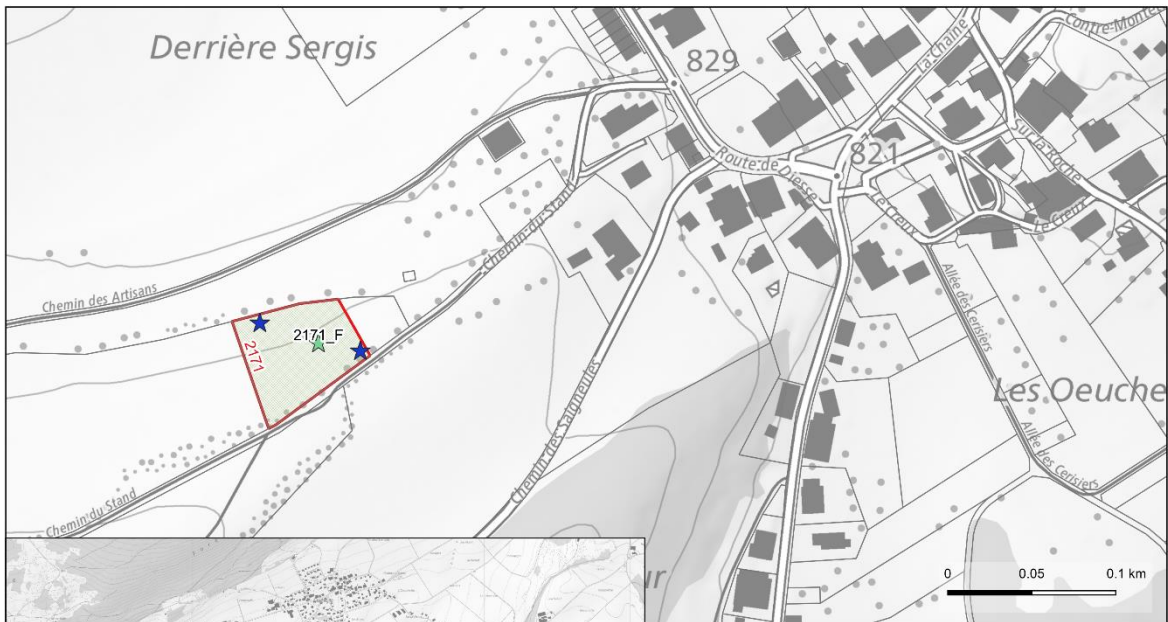 Derrière Sergis
829
Contre-Monte
La Chaîne
821
Sur la Roche
Route de Diesse
Le Creux
Le Creux
Chemin du Stand
Chemin des Artisans
2171_F
2171
Allée des Cerisiers
Les Oeuche
Chemin des Saigneules
Allée des Cerisiers
Chemin du Stand
ur
0
0.05
0.1 km